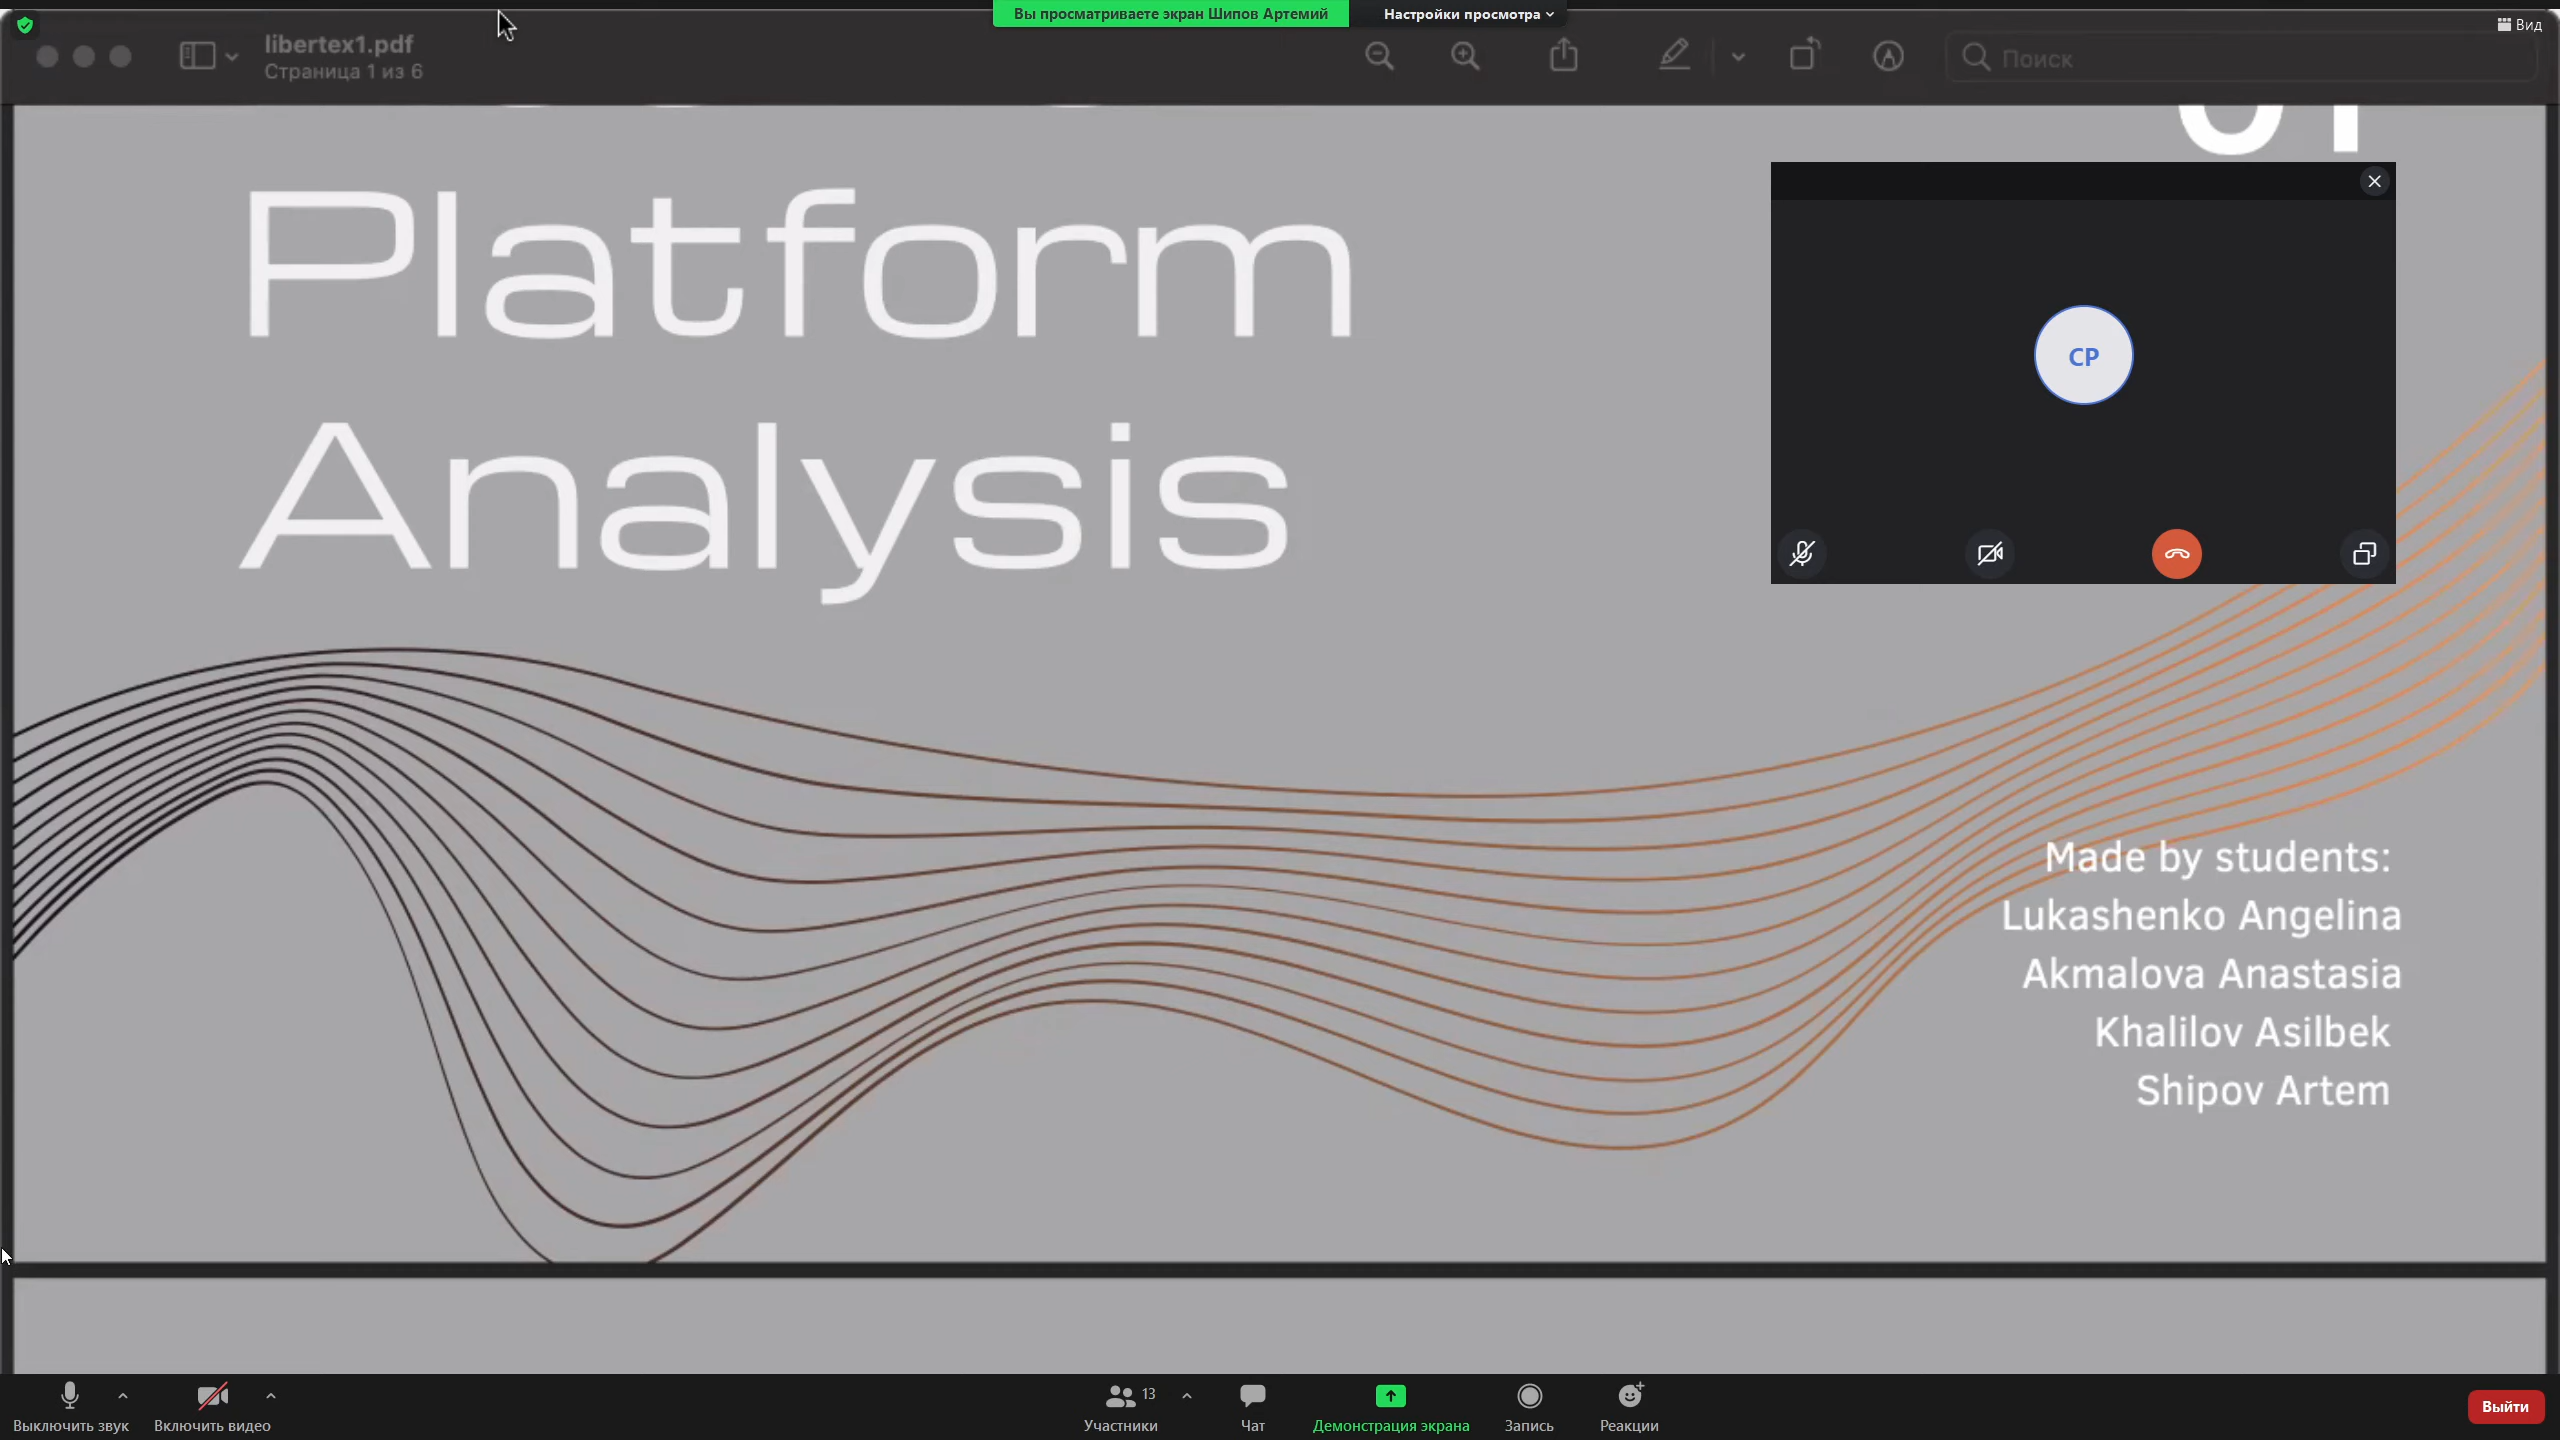 Вы просматриваете экран Шипов Артемий
Настройки просмотра
Вид
libertex1.pdf
Страница 1 из 6
Поиск
01
Platform
Analysis
CP
Made by students:
Lukashenko Angelina
Akmalova Anastasia
Khalilov Asilbek
Shipov Artem
Выключить звук
Включить видео
13
Участники
Чат
Демонстрация экрана
Запись
Реакции
Выйти